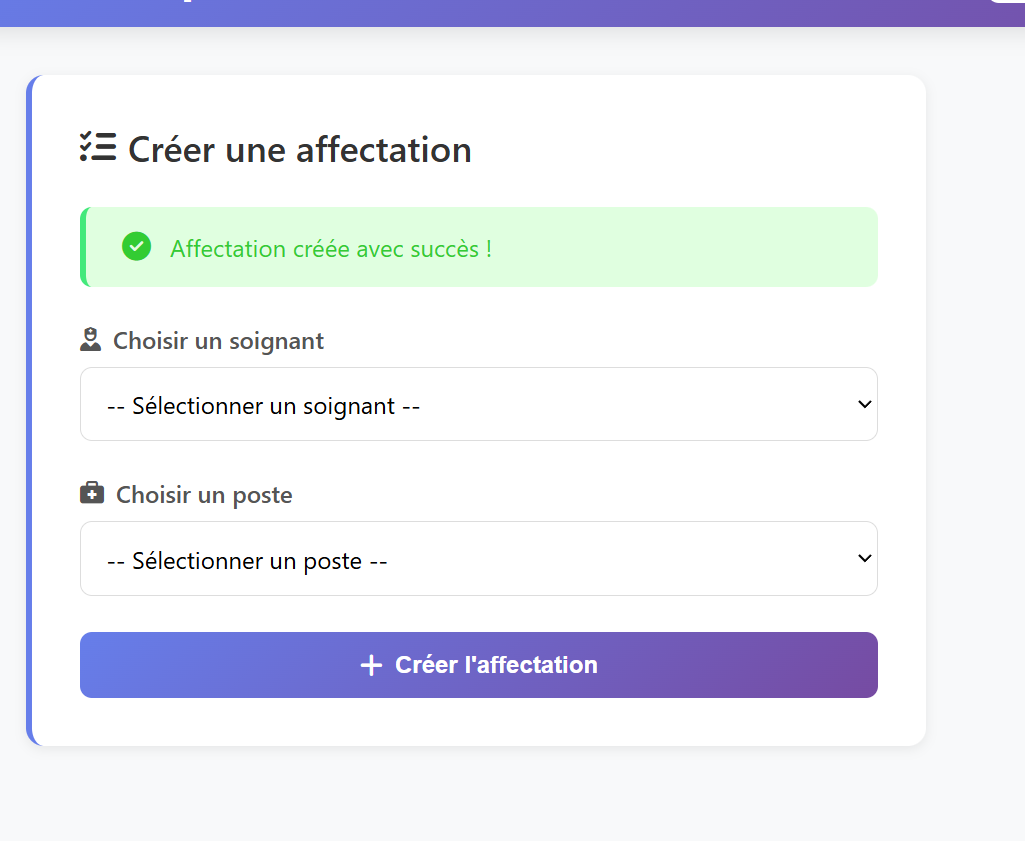 Créer une affectation
Affectation créée avec succès !
Choisir un soignant
-- Sélectionner un soignant --
Choisir un poste
-- Sélectionner un poste --
Créer l'affectation